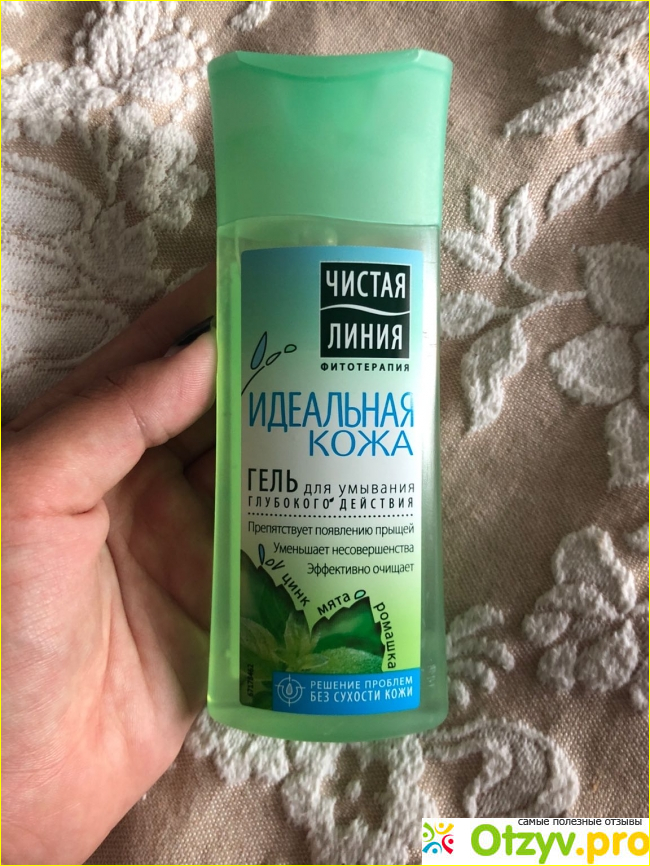 ЧИСТАЯ
ЛИНИЯ
ФИТОТЕРАПИЯ
ИДЕАЛЬНАЯ
КОЖА
ГЕЛЬ для умывания
ГЛУБОКОГО ДЕЙСТВИЯ
Препятствует появлению прыщей
Уменьшает несовершенства
Эффективно очищает
цинк
мята
ромашка
РЕШЕНИЕ ПРОБЛЕМ
БЕЗ СУХОСТИ КОЖИ
самые полезные отзывы
Otzyv.pro